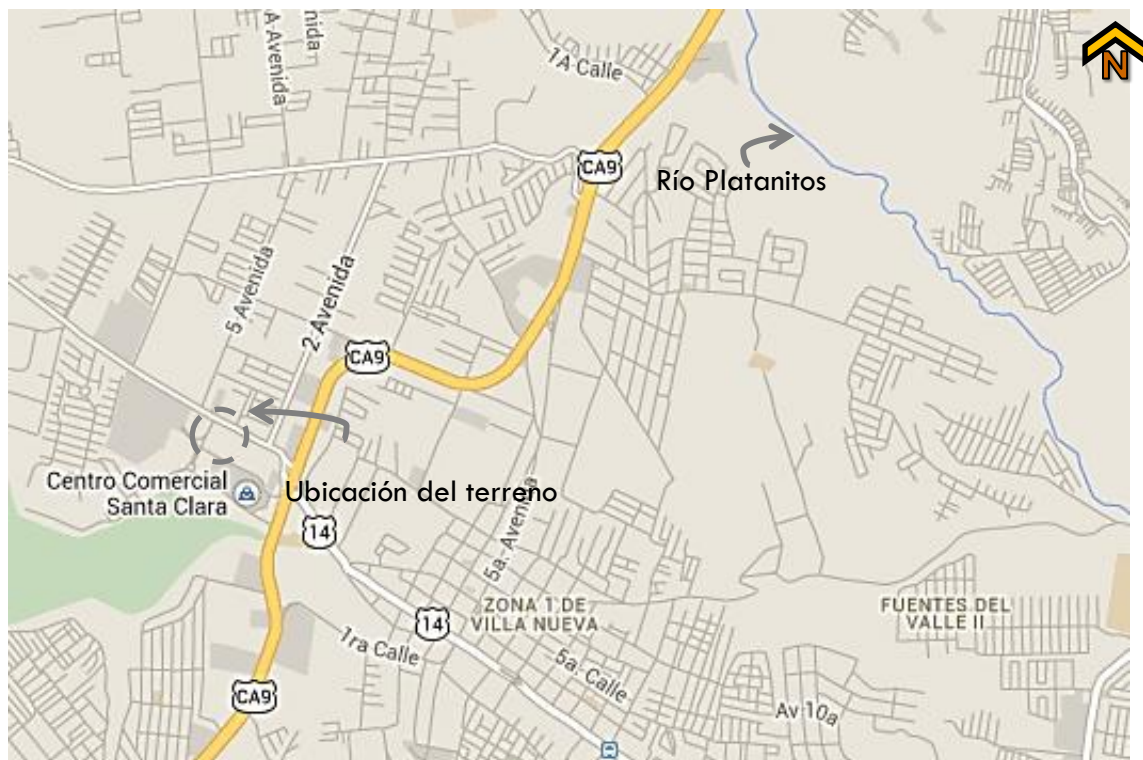 nida
A Avenida
nida
1A Calle
N
CA9
Río Platanitos
5 Avenida
2 Avenida
CA9
Centro Comercial
Santa Clara
Ubicación del terreno
14
5a. Avenida
ZONA 1 DE
VILLA NUEVA
FUENTES DEL
VALLE II
14
1ra Calle
5a. Calle
CA9
Av 10a